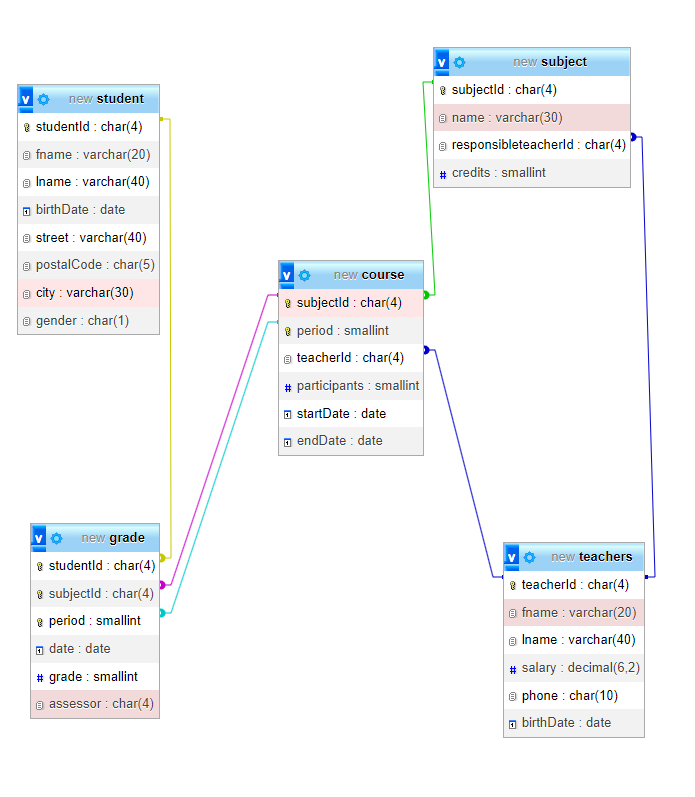 v new student
studentId : char(4)
fname : varchar(20)
lname : varchar(40)
birthDate : date
street : varchar(40)
postalCode : char(5)
city : varchar(30)
gender : char(1)
v new subject
subjectId : char(4)
name : varchar(30)
responsibleteacherId : char(4)
# credits : smallint
v new course
subjectId : char(4)
period : smallint
teacherId : char(4)
# participants : smallint
startDate : date
endDate : date
v new grade
studentId : char(4)
subjectId : char(4)
period : smallint
date : date
# grade : smallint
assessor : char(4)
v new teachers
teacherId : char(4)
fname : varchar(20)
lname : varchar(40)
# salary : decimal(6,2)
phone : char(10)
birthDate : date